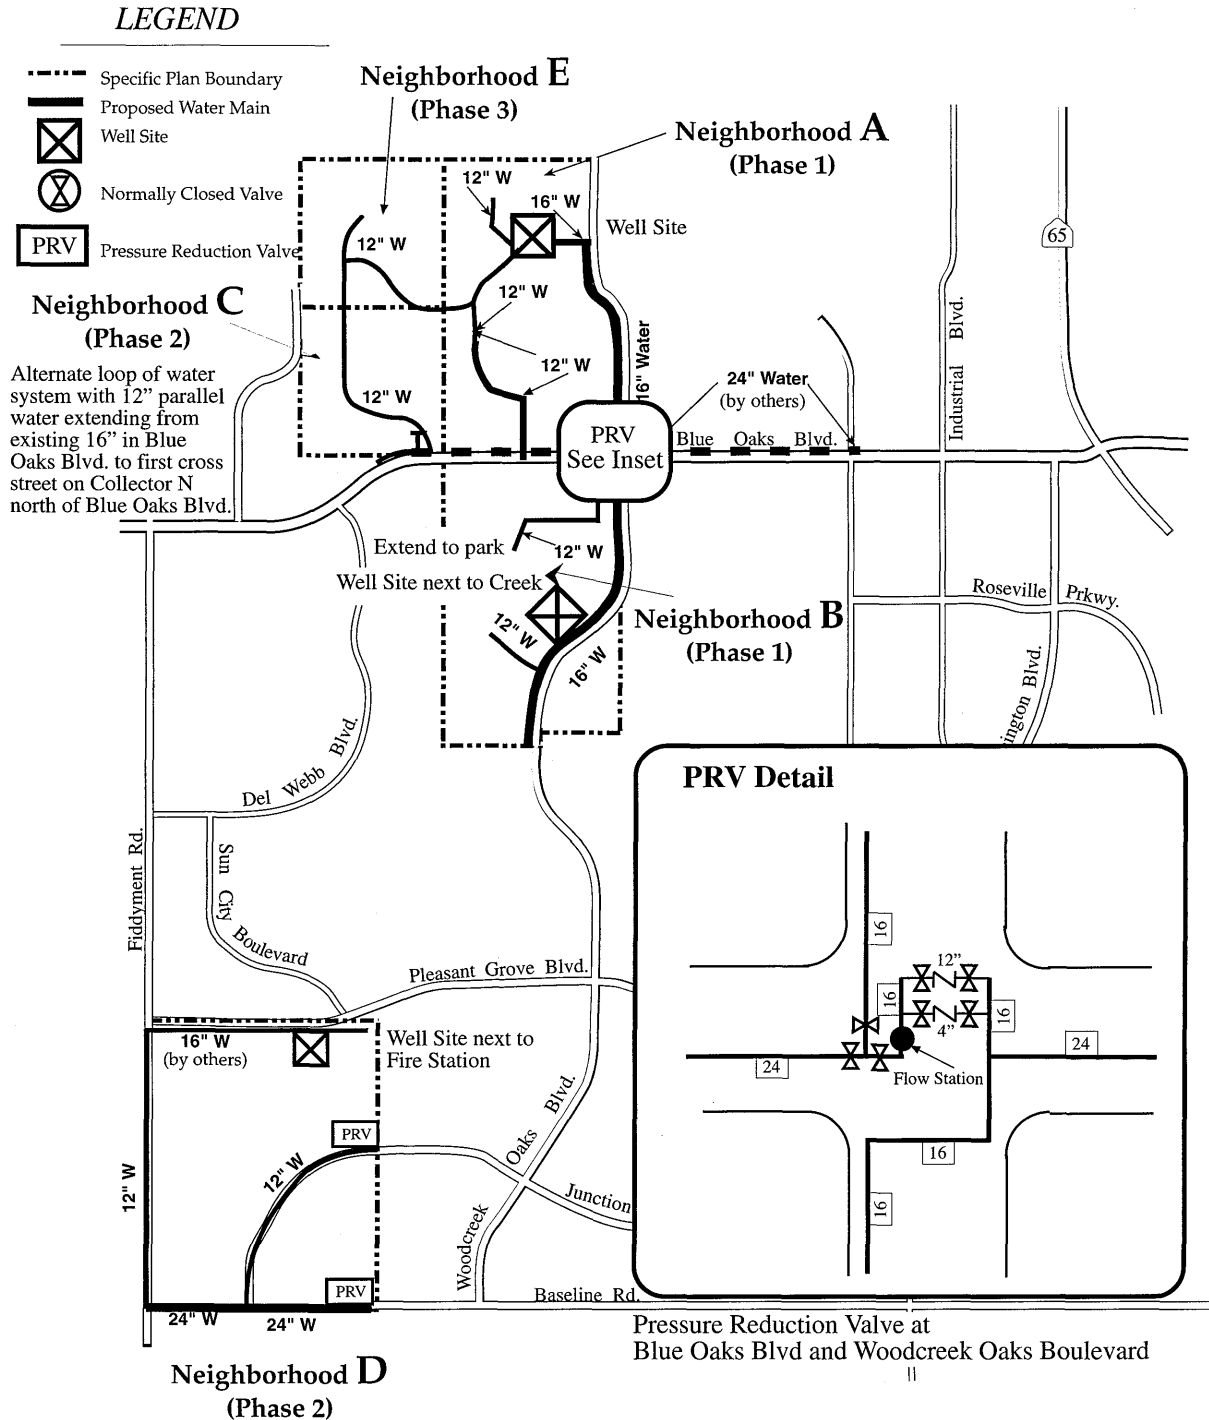 LEGEND
Specific Plan Boundary
Proposed Water Main
Well Site
Normally Closed Valve
PRV
Pressure Reduction Valve
Neighborhood E
(Phase 3)
Neighborhood A
(Phase 1)
12" W
16" W
Well Site
65
12" W
Neighborhood C
(Phase 2)
12" W
16" Water
12" W
Industrial Blvd.
24" Water
(by others)
Alternate loop of water
system with 12” parallel
water extending from
existing 16” in Blue
Oaks Blvd. to first cross
street on Collector N
north of Blue Oaks Blvd.
12" W
PRV
See Inset
Blue Oaks Blvd.
Extend to park
12" W
Well Site next to Creek
Roseville Prkwy.
Neighborhood B
(Phase 1)
12" W
16" W
ington Blvd.
Del Webb Blvd.
Fiddyment Rd.
Sun City Boulevard
Pleasant Grove Blvd.
16" W
(by others)
Well Site next to
Fire Station
PRV
12" W
12" W
Woodcreek Oaks Blvd.
Junction
PRV
Baseline Rd.
24" W
24" W
Neighborhood D
(Phase 2)
PRV Detail
16
12”
16
4”
16
24
24
Flow Station
16
16
Pressure Reduction Valve at
Blue Oaks Blvd and Woodcreek Oaks Boulevard